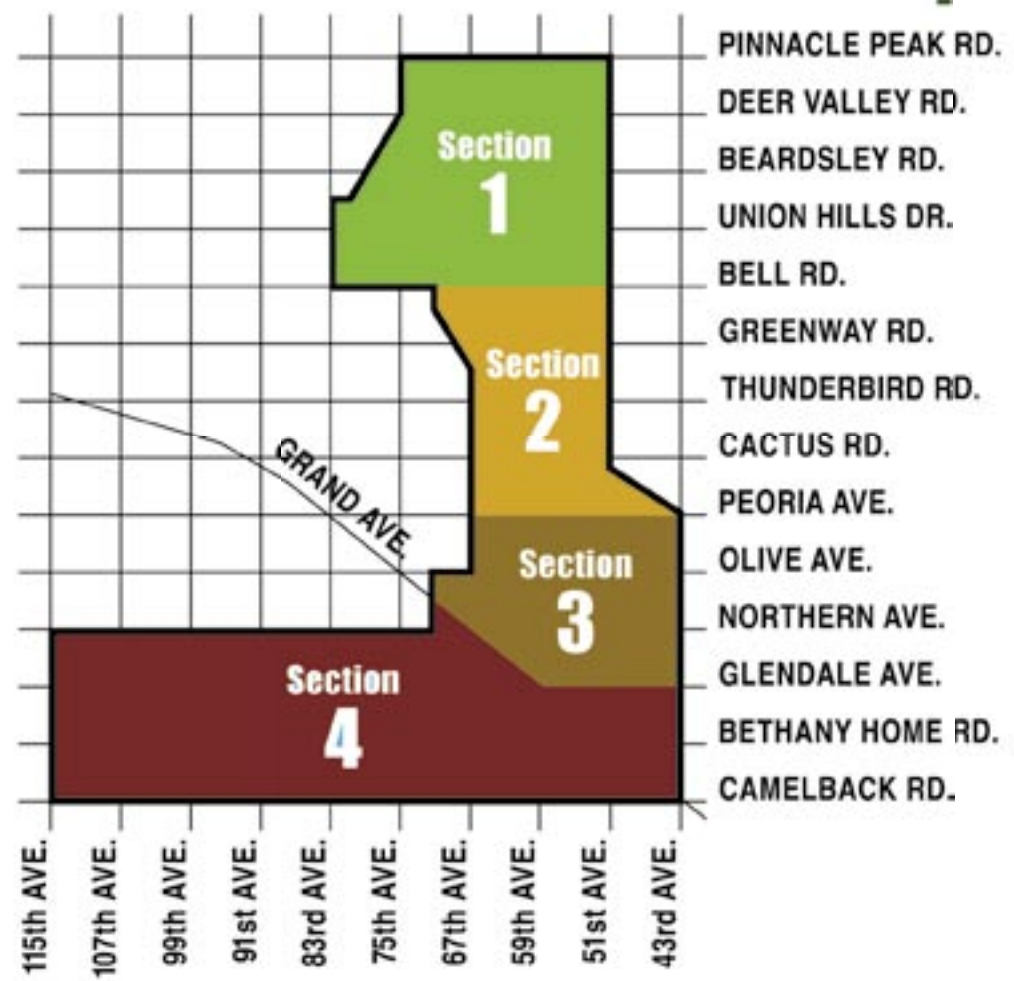 PINNACLE PEAK RD.
DEER VALLEY RD.
Section
1
BEARDSLEY RD.
UNION HILLS DR.
BELL RD.
GREENWAY RD.
Section
2
THUNDERBIRD RD.
CACTUS RD.
GRAND AVE.
PEORIA AVE.
OLIVE AVE.
Section
3
NORTHERN AVE.
GLENDALE AVE.
Section
4
BETHANY HOME RD.
CAMELBACK RD.
115th AVE.
107th AVE.
99th AVE.
91st AVE.
83rd AVE.
75th AVE.
67th AVE.
59th AVE.
51st AVE.
43rd AVE.